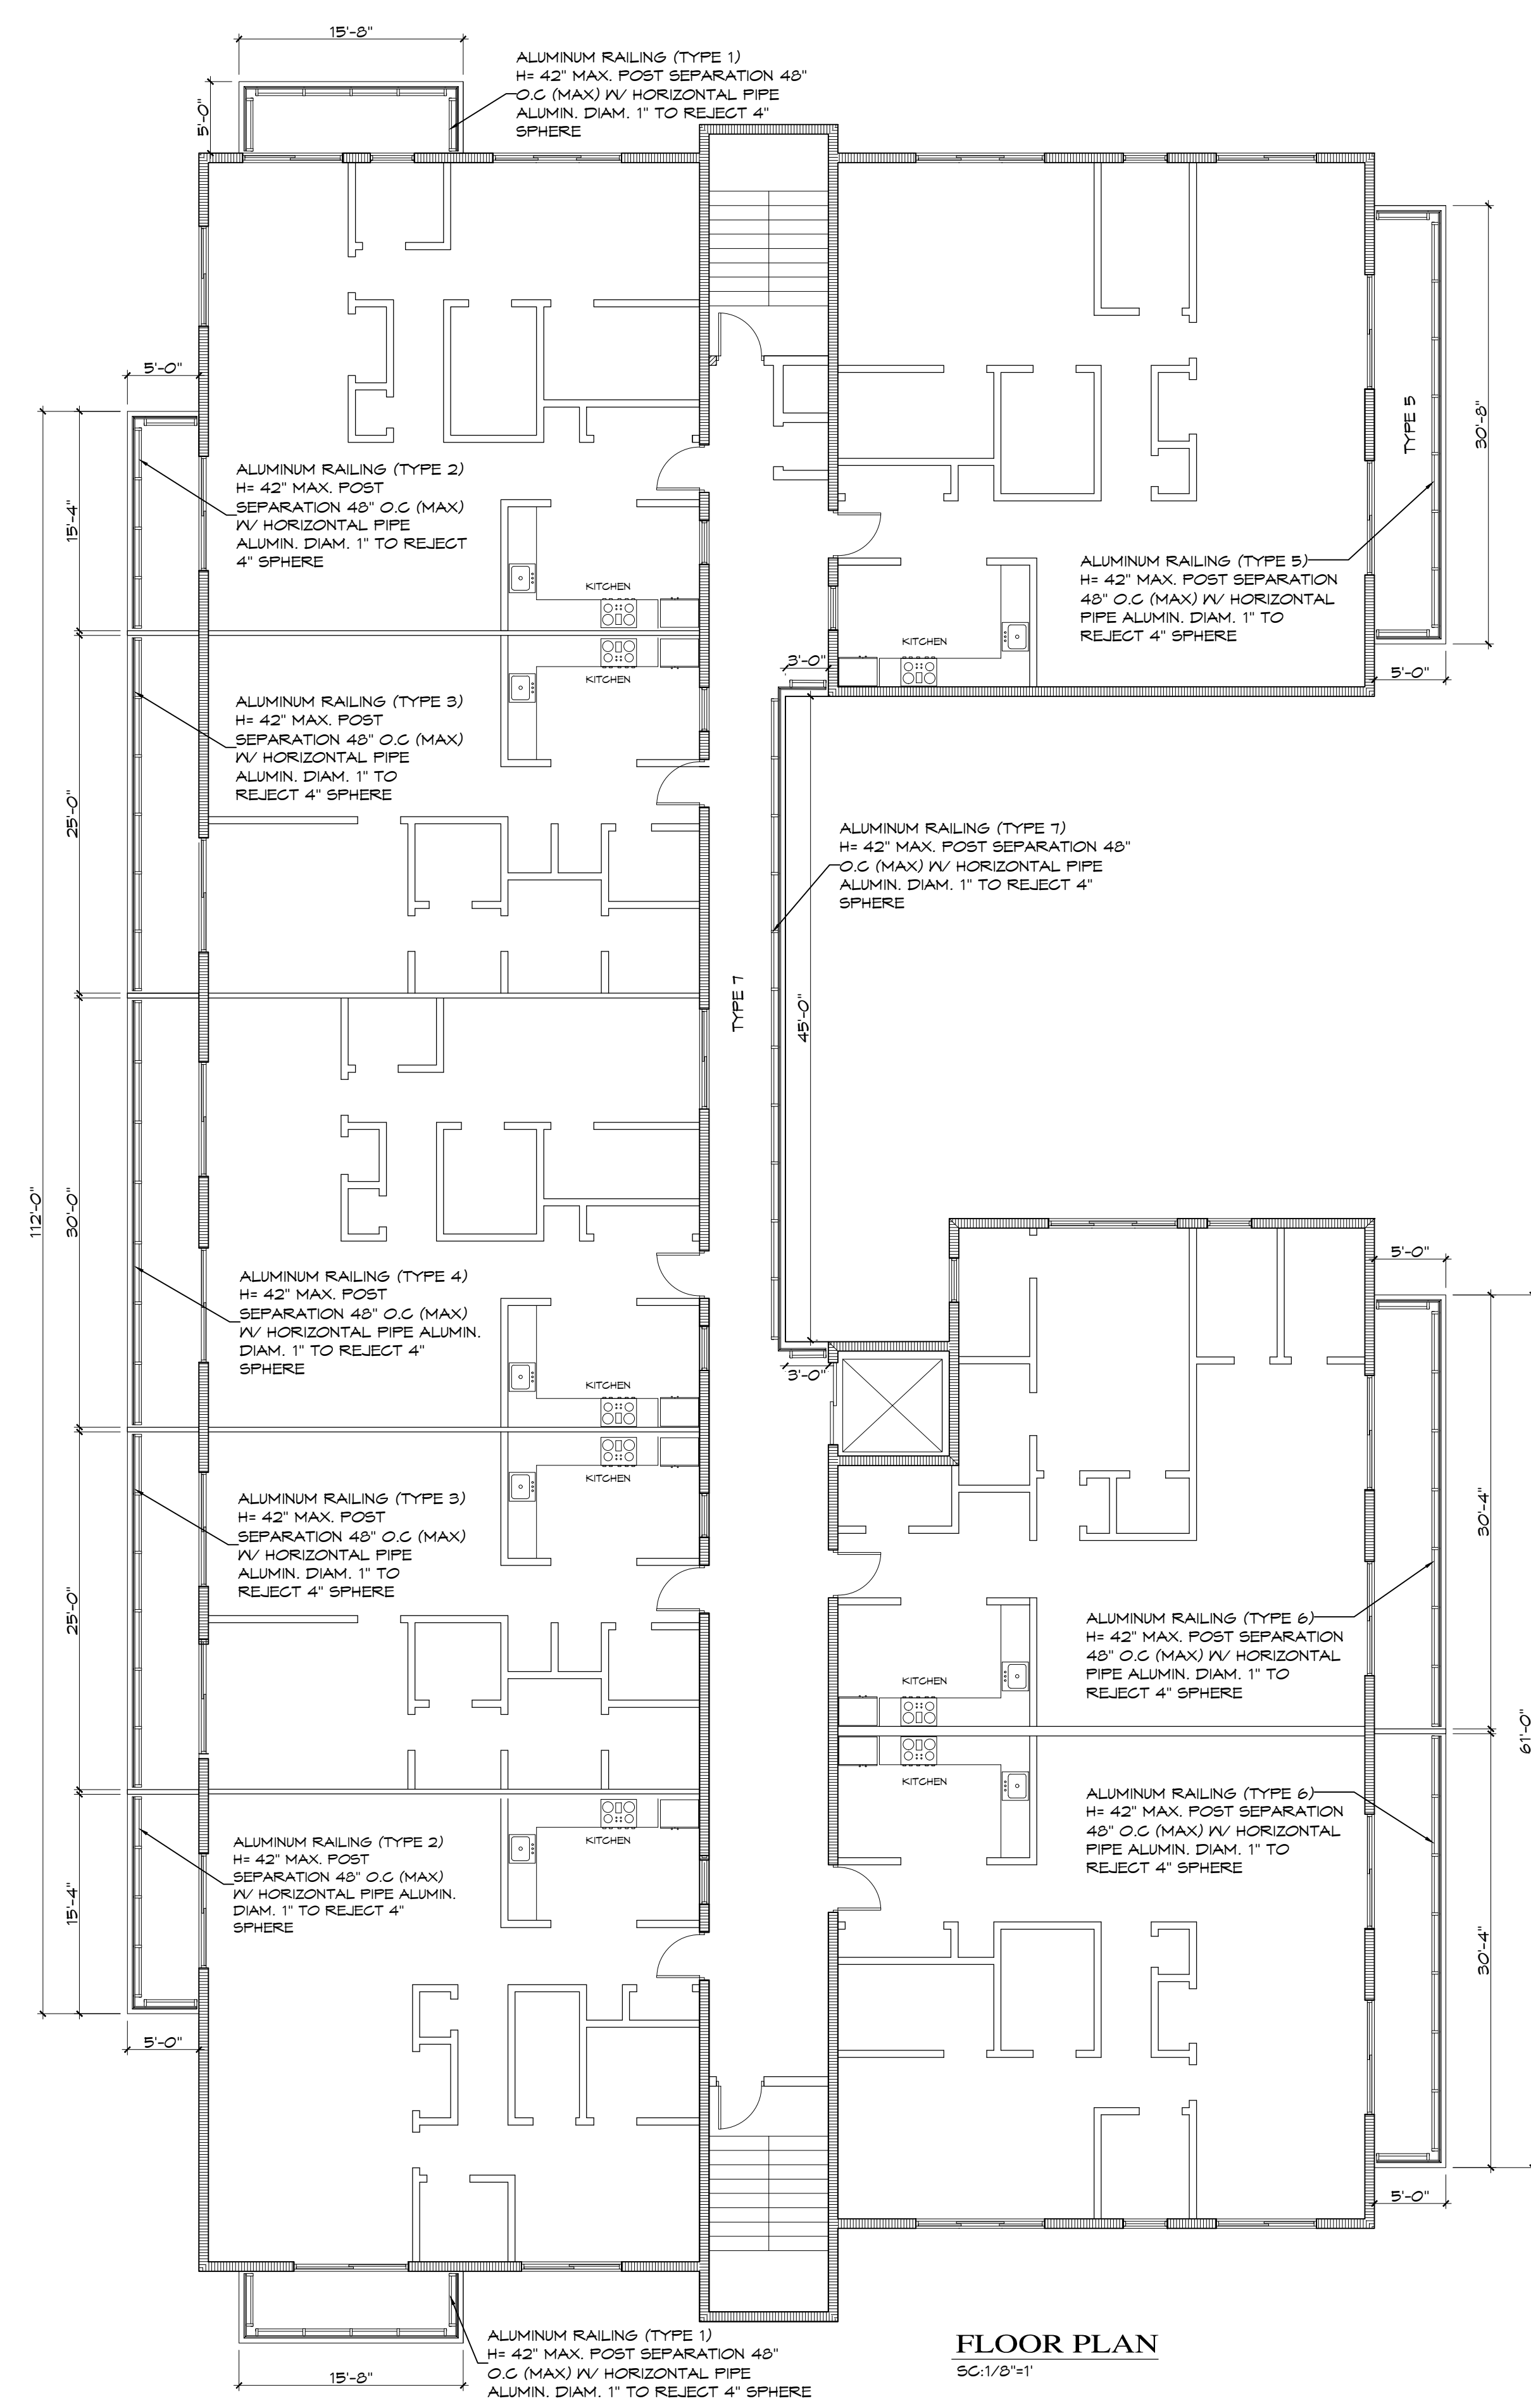 15'-8"
ALUMINUM RAILING (TYPE 1)
H= 42" MAX. POST SEPARATION 48"
O.C (MAX) W/ HORIZONTAL PIPE
ALUMIN. DIAM. 1" TO REJECT 4"
SPHERE
5'-0"
5'-0"
TYPE 5
30'-8"
ALUMINUM RAILING (TYPE 2)
H= 42" MAX. POST
SEPARATION 48" O.C (MAX)
W/ HORIZONTAL PIPE
ALUMIN. DIAM. 1" TO REJECT
4" SPHERE
15'-4"
ALUMINUM RAILING (TYPE 5)
H= 42" MAX. POST SEPARATION
48" O.C (MAX) W/ HORIZONTAL
PIPE ALUMIN. DIAM. 1" TO
REJECT 4" SPHERE
KITCHEN
KITCHEN
3'-0"
5'-0"
KITCHEN
ALUMINUM RAILING (TYPE 3)
H= 42" MAX. POST
SEPARATION 48" O.C (MAX)
W/ HORIZONTAL PIPE
ALUMIN. DIAM. 1" TO
REJECT 4" SPHERE
25'-0"
ALUMINUM RAILING (TYPE 7)
H= 42" MAX. POST SEPARATION 48"
O.C (MAX) W/ HORIZONTAL PIPE
ALUMIN. DIAM. 1" TO REJECT 4"
SPHERE
TYPE 7
45'-0"
112'-0"
30'-0"
5'-0"
ALUMINUM RAILING (TYPE 4)
H= 42" MAX. POST
SEPARATION 48" O.C (MAX)
W/ HORIZONTAL PIPE ALUMIN.
DIAM. 1" TO REJECT 4"
SPHERE
3'-0"
KITCHEN
KITCHEN
ALUMINUM RAILING (TYPE 3)
H= 42" MAX. POST
SEPARATION 48" O.C (MAX)
W/ HORIZONTAL PIPE
ALUMIN. DIAM. 1" TO
REJECT 4" SPHERE
25'-0"
30'-4"
ALUMINUM RAILING (TYPE 6)
H= 42" MAX. POST SEPARATION
48" O.C (MAX) W/ HORIZONTAL
PIPE ALUMIN. DIAM. 1" TO
REJECT 4" SPHERE
KITCHEN
61'-0"
KITCHEN
ALUMINUM RAILING (TYPE 6)
H= 42" MAX. POST SEPARATION
48" O.C (MAX) W/ HORIZONTAL
PIPE ALUMIN. DIAM. 1" TO
REJECT 4" SPHERE
KITCHEN
ALUMINUM RAILING (TYPE 2)
H= 42" MAX. POST
SEPARATION 48" O.C (MAX)
W/ HORIZONTAL PIPE ALUMIN.
DIAM. 1" TO REJECT 4"
SPHERE
15'-4"
30'-4"
5'-0"
5'-0"
ALUMINUM RAILING (TYPE 1)
H= 42" MAX. POST SEPARATION 48"
O.C (MAX) W/ HORIZONTAL PIPE
ALUMIN. DIAM. 1" TO REJECT 4" SPHERE
15'-8"
FLOOR PLAN
SC:1/8"=1'